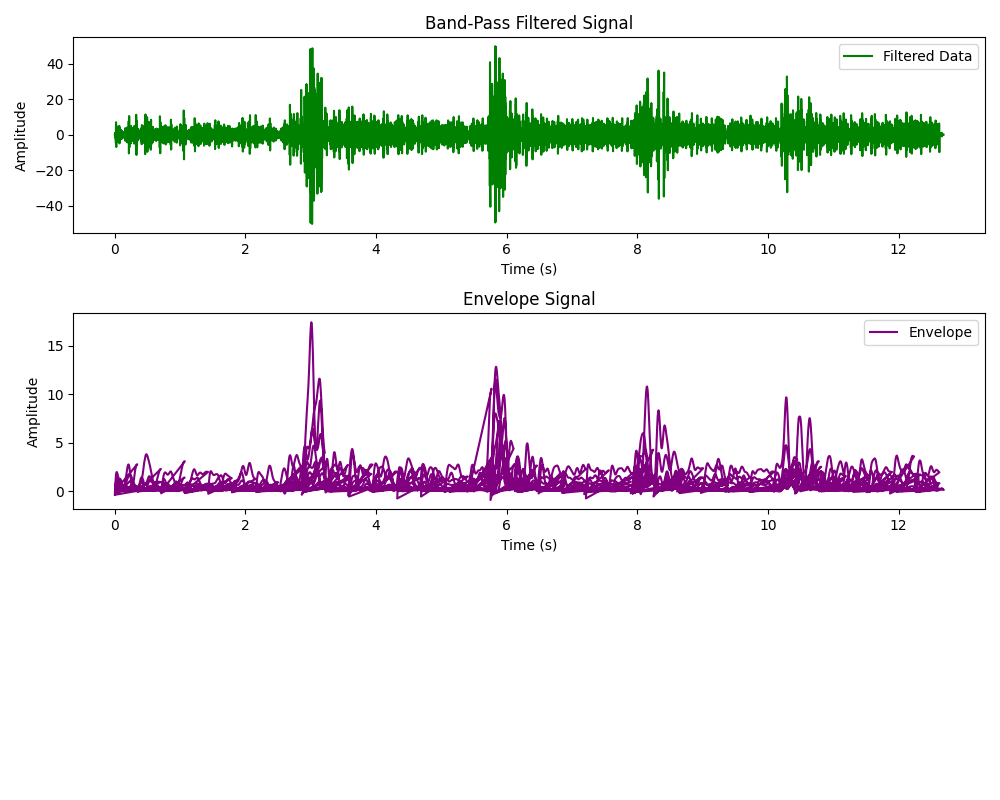 Band-Pass Filtered Signal
Filtered Data
Amplitude
40
20
0
−20
−40
0 2 4 6 8 10 12
Time (s)
Envelope Signal
Envelope
Amplitude
15
10
5
0
0 2 4 6 8 10 12
Time (s)